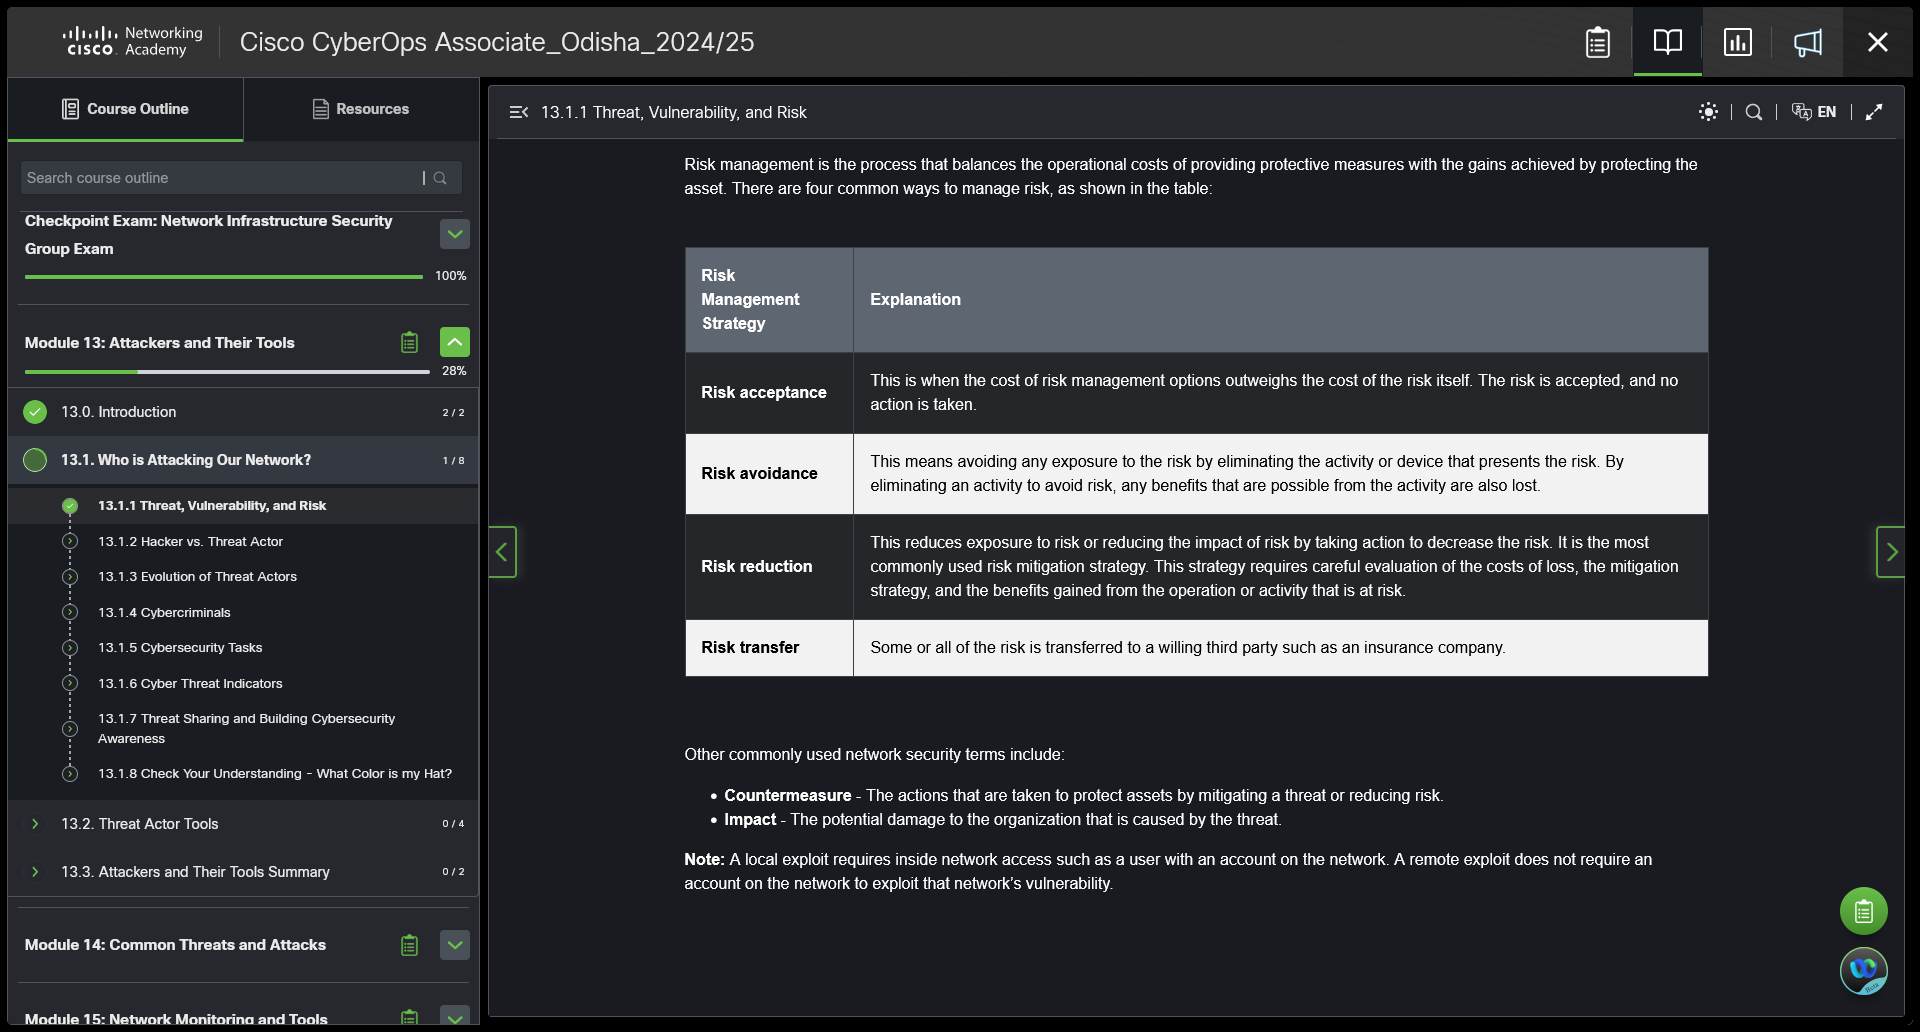 CISCO Networking Academy
Cisco CyberOps Associate_Odisha_2024/25
Course Outline
Resources
Search course outline
Checkpoint Exam: Network Infrastructure Security
Group Exam
100%
Module 13: Attackers and Their Tools
28%
13.0. Introduction
2 / 2
13.1. Who is Attacking Our Network?
1 / 8
13.1.1 Threat, Vulnerability, and Risk
13.1.2 Hacker vs. Threat Actor
13.1.3 Evolution of Threat Actors
13.1.4 Cybercriminals
13.1.5 Cybersecurity Tasks
13.1.6 Cyber Threat Indicators
13.1.7 Threat Sharing and Building Cybersecurity
Awareness
13.1.8 Check Your Understanding - What Color is my Hat?
13.2. Threat Actor Tools
0 / 4
13.3. Attackers and Their Tools Summary
0 / 2
Module 14: Common Threats and Attacks
Module 15: Network Monitoring and Tools
13.1.1 Threat, Vulnerability, and Risk
EN
Risk management is the process that balances the operational costs of providing protective measures with the gains achieved by protecting the
asset. There are four common ways to manage risk, as shown in the table:
Risk
Management
Strategy
Explanation
Risk acceptance
This is when the cost of risk management options outweighs the cost of the risk itself. The risk is accepted, and no
action is taken.
Risk avoidance
This means avoiding any exposure to the risk by eliminating the activity or device that presents the risk. By
eliminating an activity to avoid risk, any benefits that are possible from the activity are also lost.
Risk reduction
This reduces exposure to risk or reducing the impact of risk by taking action to decrease the risk. It is the most
commonly used risk mitigation strategy. This strategy requires careful evaluation of the costs of loss, the mitigation
strategy, and the benefits gained from the operation or activity that is at risk.
Risk transfer
Some or all of the risk is transferred to a willing third party such as an insurance company.
Other commonly used network security terms include:
• Countermeasure - The actions that are taken to protect assets by mitigating a threat or reducing risk.
• Impact - The potential damage to the organization that is caused by the threat.
Note: A local exploit requires inside network access such as a user with an account on the network. A remote exploit does not require an
account on the network to exploit that network’s vulnerability.
Beta